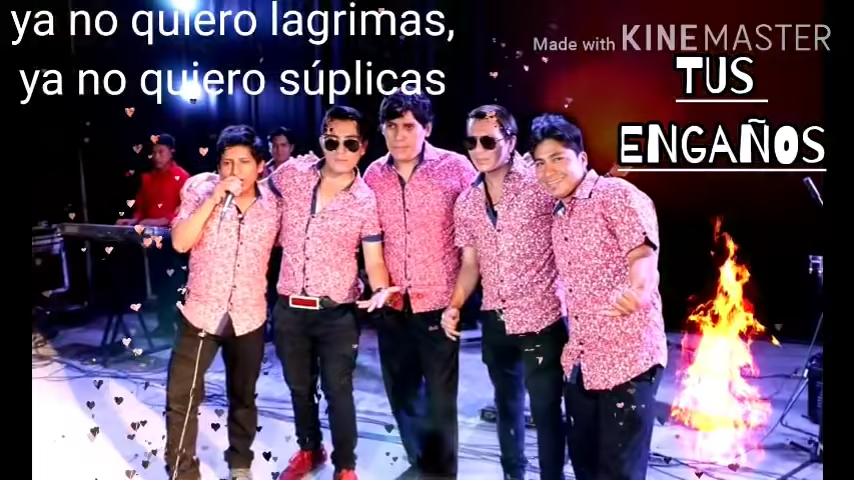 ya no quiero lagrimas,
ya no quiero súplicas
Made with KINEMASTER
TUS
ENGAÑOS